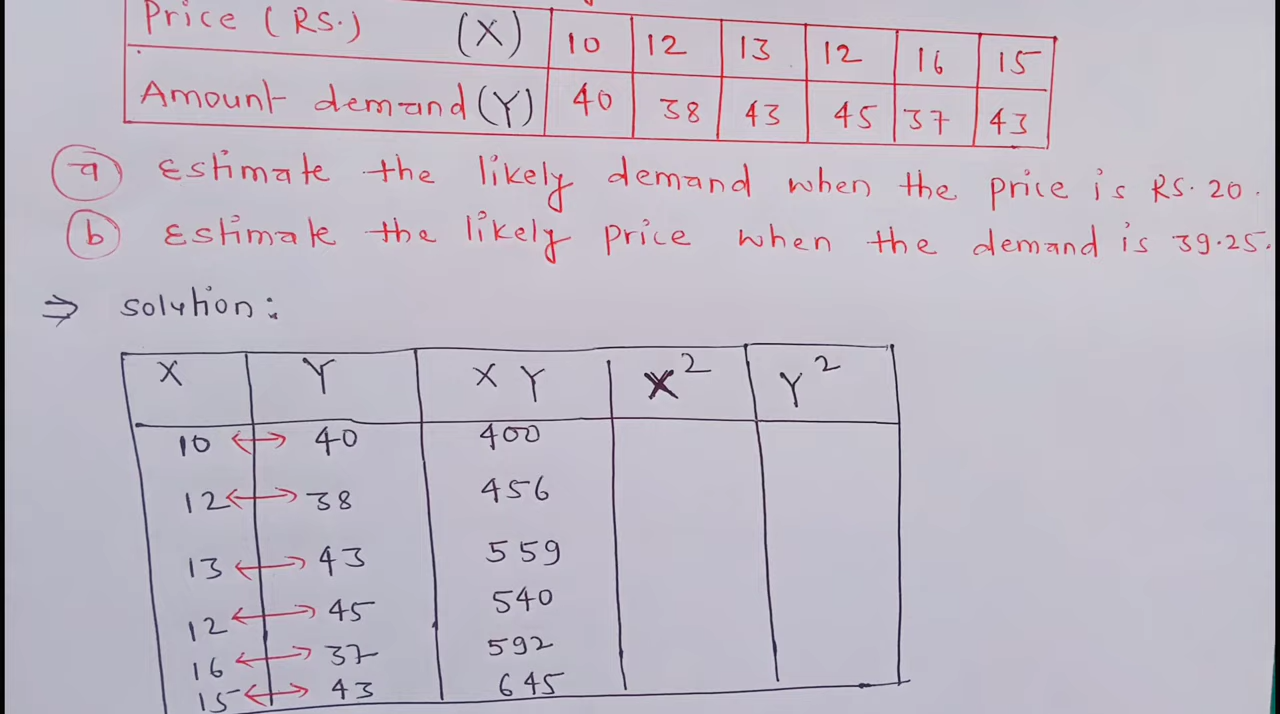 Price (RS.) (X) 10 12 13 12 16 15
Amount demand (Y) 40 38 43 45 37 43
a Estimate the likely demand when the price is RS. 20.
b Estimate the likely price when the demand is 39.25.
⇒ solution:
X Y X Y X² Y²
10 ↔ 40 400
12 ↔ 38 456
13 ↔ 43 559
12 ↔ 45 540
16 ↔ 37 592
15 ↔ 43 645